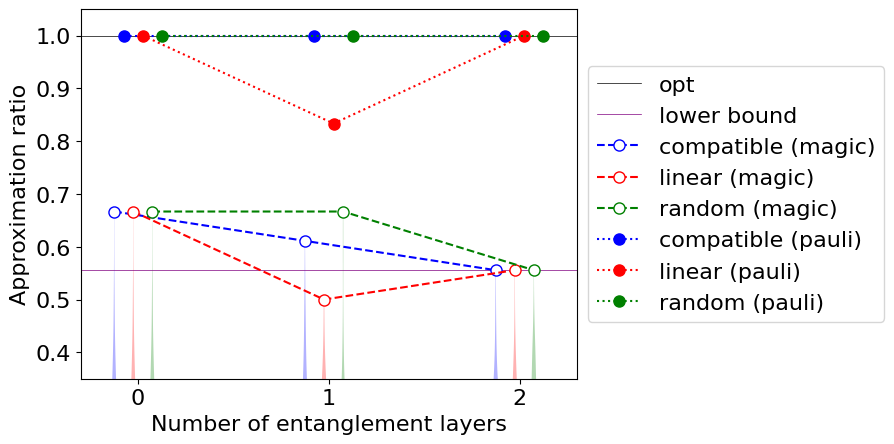 1.0
0.9
0.8
0.7
0.6
0.5
0.4
Approximation ratio
0 1 2
Number of entanglement layers
opt
lower bound
compatible (magic)
linear (magic)
random (magic)
compatible (pauli)
linear (pauli)
random (pauli)